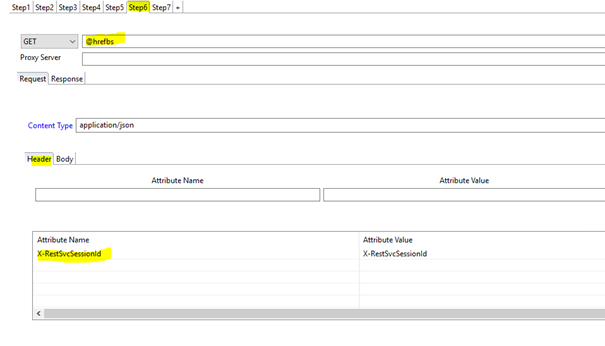 Step1 Step2 Step3 Step4 Step5 Step6 Step7 +
GET @hrefbs
Proxy Server
Request Response
Content Type application/json
Header Body
Attribute Name Attribute Value
Attribute Name Attribute Value
X-RestSvcSessionId X-RestSvcSessionId